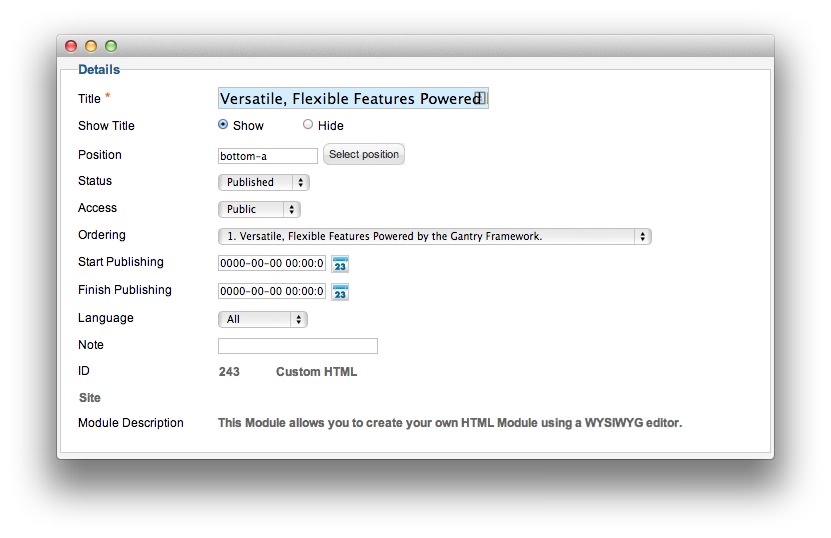 Details
Title * Versatile, Flexible Features Powered
Show Title Show Hide
Position bottom-a Select position
Status Published
Access Public
Ordering 1. Versatile, Flexible Features Powered by the Gantry Framework.
Start Publishing 0000-00-00 00:00:0 23
Finish Publishing 0000-00-00 00:00:0 23
Language All
Note
ID 243 Custom HTML
Site
Module Description This Module allows you to create your own HTML Module using a WYSIWYG editor.